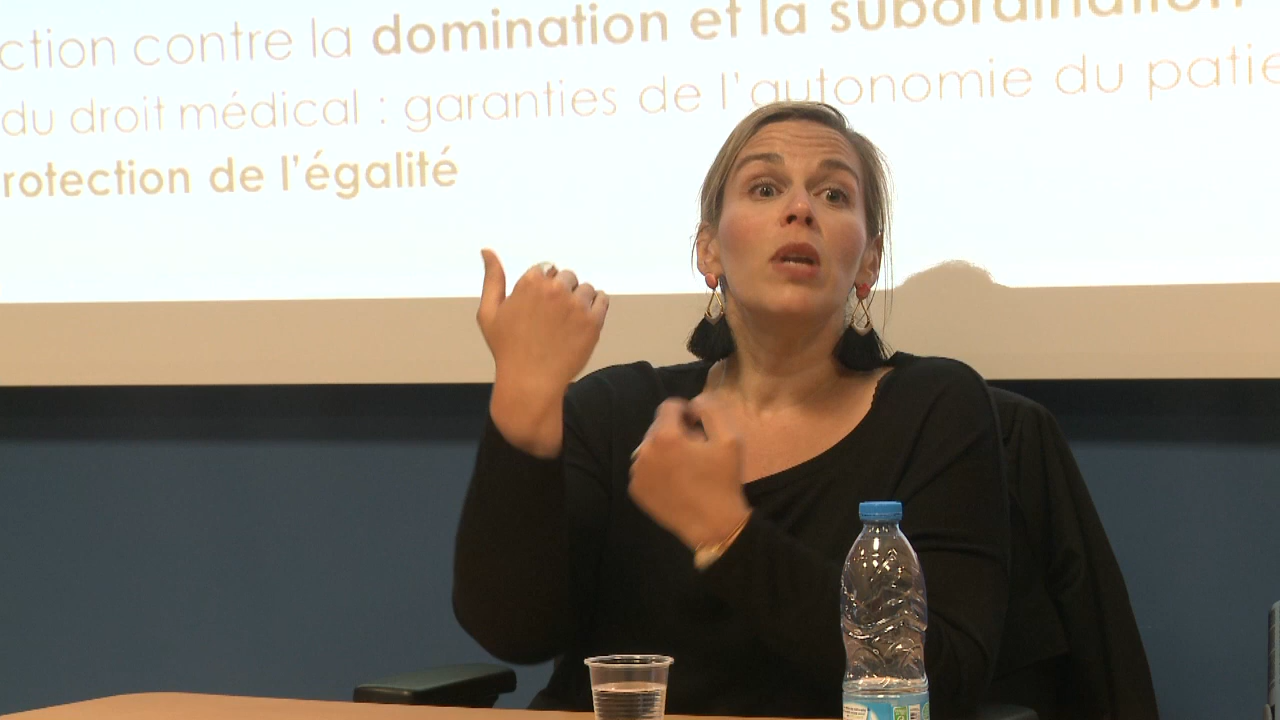 ction contre la domination et la subordination
du droit médical : garanties de l'autonomie du patie
rotection de l'égalité